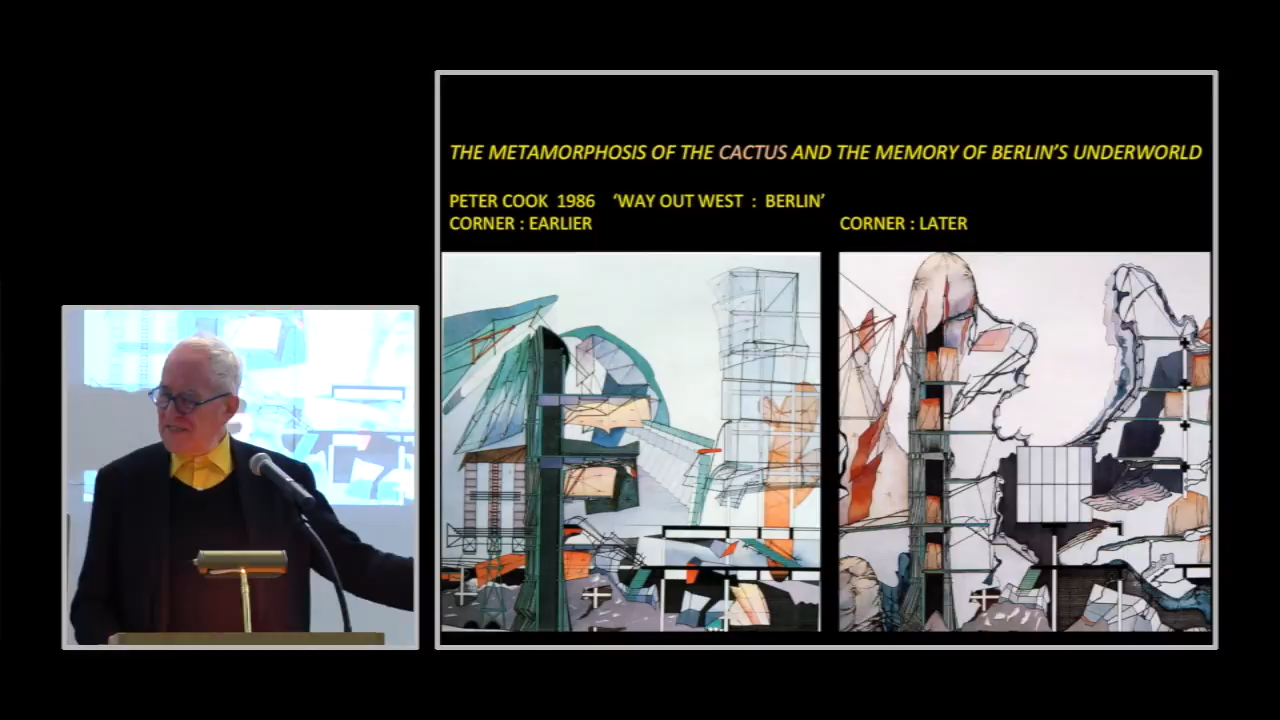 THE METAMORPHOSIS OF THE CACTUS AND THE MEMORY OF BERLIN'S UNDERWORLD
PETER COOK 1986 ‘WAY OUT WEST : BERLIN’
CORNER : EARLIER
CORNER : LATER